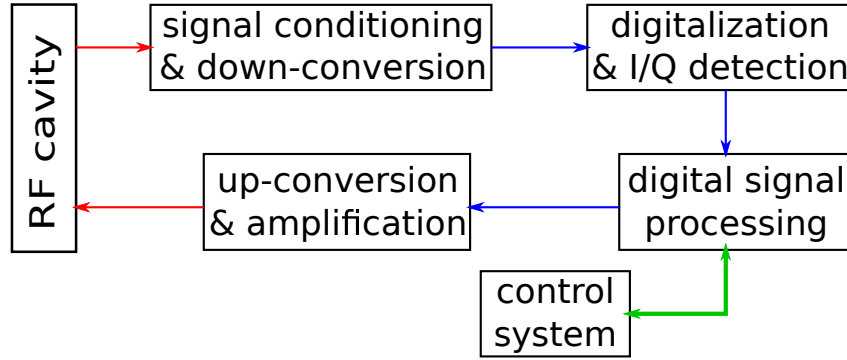 RF cavity
signal conditioning
& down-conversion
digitalization
& I/Q detection
up-conversion
& amplification
digital signal
processing
control
system